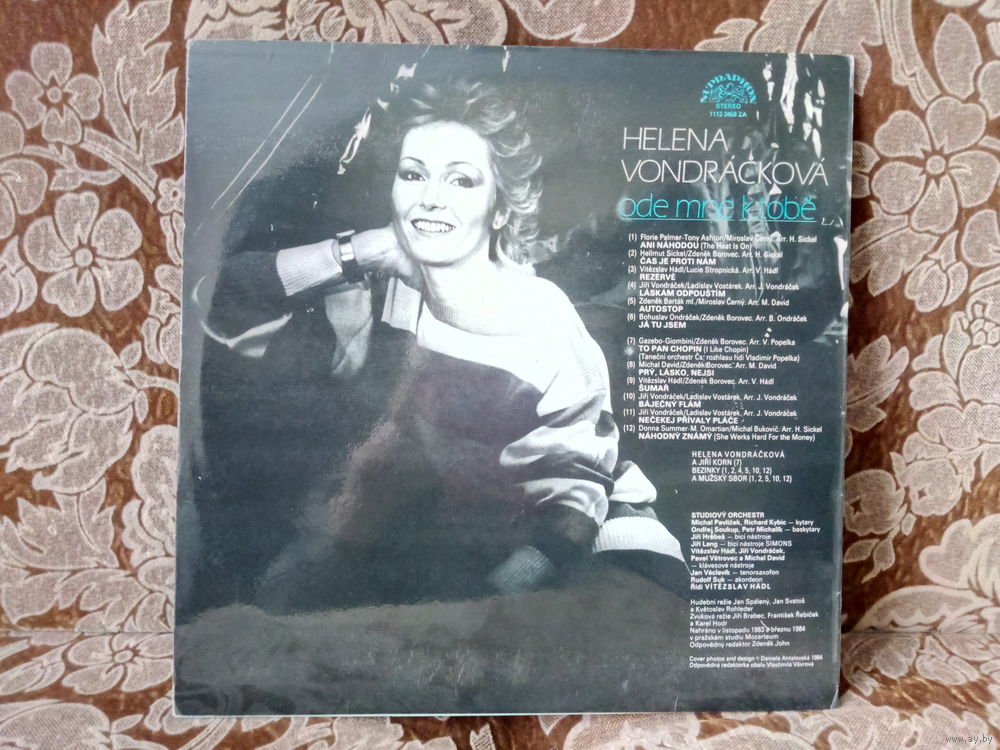 SUPRAPHON
STEREO
1113 3468 ZA
HELENA
VONDRÁČKOVÁ
ode mne k tobě
(1) Florie Palmer-Tony Ashton/Miroslav Černý. Arr. H. Sickel
ANI NÁHODOU (The Heat Is On)
(2) Hellmut Sickel/Zdeněk Borovec. Arr. H. Sickel
ČAS JE PROTI NÁM
(3) Vítězslav Hádl/Lucie Stropnická. Arr. V. Hádl
REZERVÉ
(4) Jiří Vondráček/Ladislav Vostárek. Arr. J. Vondráček
LÁSKÁM ODPOUŠTÍM
(5) Zdeněk Barták ml./Miroslav Černý. Arr. M. David
AUTOSTOP
(6) Bohuslav Ondráček/Zdeněk Borovec. Arr. B. Ondráček
JÁ TU JSEM
(7) Gazebo-Giombini/Zdeněk Borovec. Arr. V. Popelka
TO PAN CHOPIN (I Like Chopin)
(Taneční orchestr Čs. rozhlasu řídí Vladimír Popelka)
(8) Michal David/Zdeněk Borovec. Arr. M. David
PRÝ, LÁSKO, NEJSI
(9) Vítězslav Hádl/Zdeněk Borovec. Arr. V. Hádl
ŠUMAŘ
(10) Jiří Vondráček/Ladislav Vostárek. Arr. J. Vondráček
BÁJEČNÝ FLÁM
(11) Jiří Vondráček/Ladislav Vostárek. Arr. J. Vondráček
NEČEKEJ PŘÍVALY PLÁČE
(12) Donna Summer-M. Omartian/Michal Bukovič. Arr. H. Sickel
NÁHODNÝ ZNÁMÝ (She Works Hard For the Money)
HELENA VONDRÁČKOVÁ
A JIŘÍ KORN (7)
BEZINKY (1, 2, 4, 5, 10, 12)
A MUŽSKÝ SBOR (1, 2, 5, 10, 12)
STUDIOVÝ ORCHESTR
Michal Pavlíček, Richard Kybic — kytary
Ondřej Soukup, Petr Michalík — baskytary
Jiří Hrubeš — bicí nástroje
Jiří Lang — bicí nástroje SIMONS
Vítězslav Hádl, Jiří Vondráček,
Pavel Větrovec a Michal David
— klávesové nástroje
Jan Václavík — tenorsaxofon
Rudolf Suk — akordeon
Řídí VÍTĚZSLAV HÁDL
Hudební režie Jan Spálený, Jan Svatoš
a Květoslav Rohleder
Zvuková režie Jiří Brabec, František Řebíček
a Karel Hodr
Nahráno v listopadu 1983 a březnu 1984
v pražském studiu Mozarteum
Odpovědný redaktor Zdeněk John
Cover photos and design © Daniela Antalovská 1984
Odpovědná redaktorka obalu Vlastimila Vávrová
www.ay.by